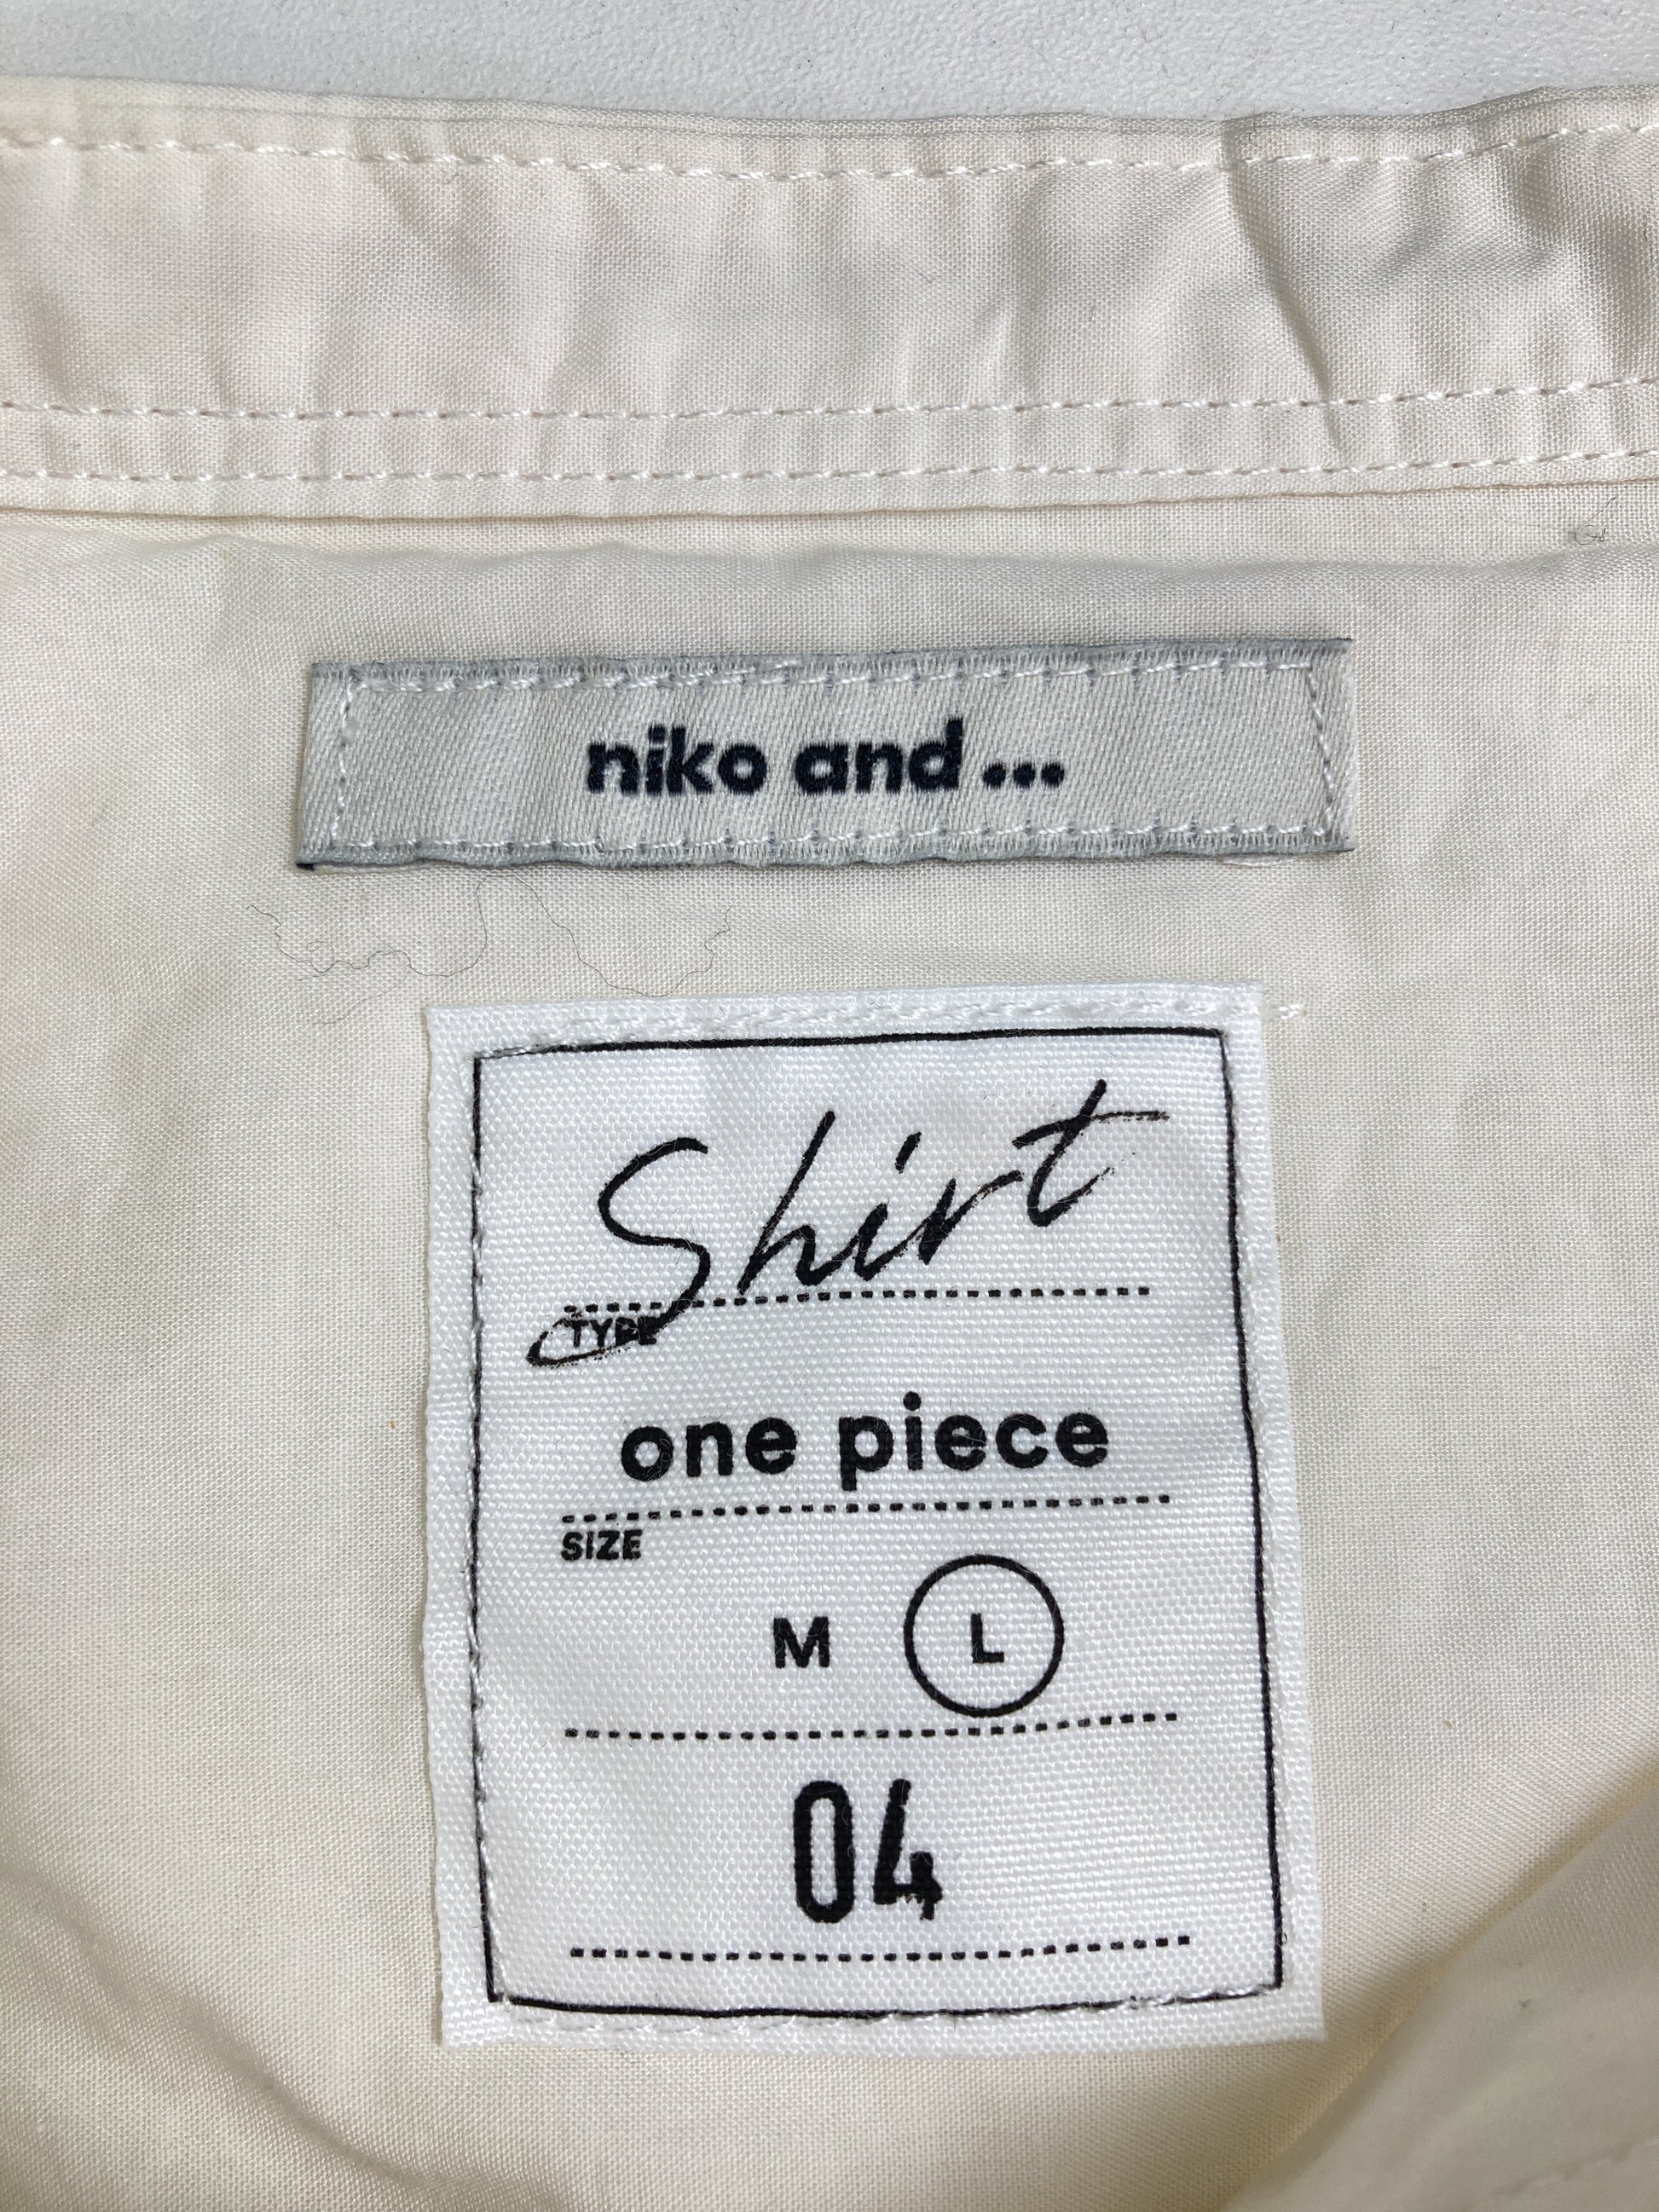 niko and...
Shirt
TYPE
one piece
SIZE
M L
04